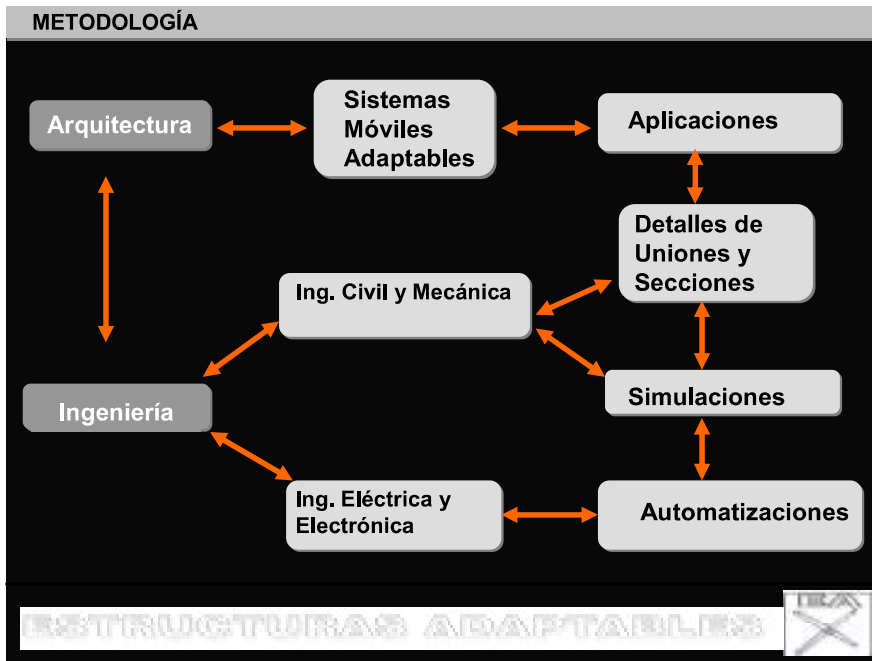 METODOLOGÍA
Arquitectura
Sistemas
Móviles
Adaptables
Aplicaciones
Detalles de
Uniones y
Secciones
Ing. Civil y Mecánica
Ingeniería
Simulaciones
Ing. Eléctrica y
Electrónica
Automatizaciones
ESTRUCTURAS ADAPTABLES